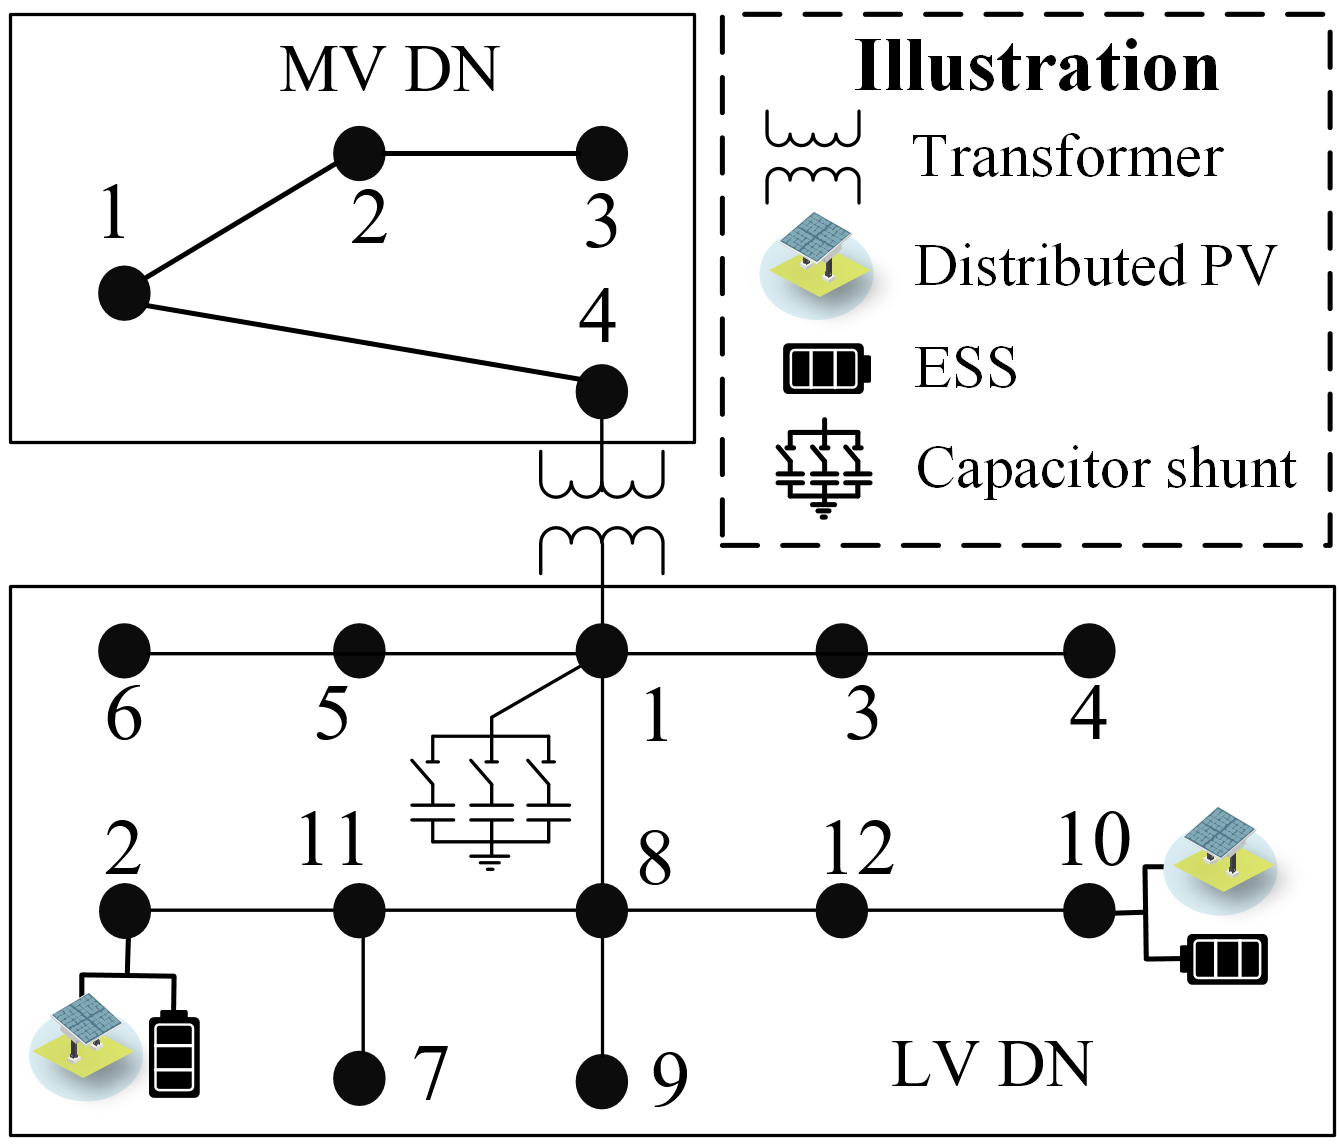 MV DN
1
2
3
4
Illustration
Transformer
Distributed PV
ESS
Capacitor shunt
6
5
1
3
4
2
11
8
12
10
7
9
LV DN